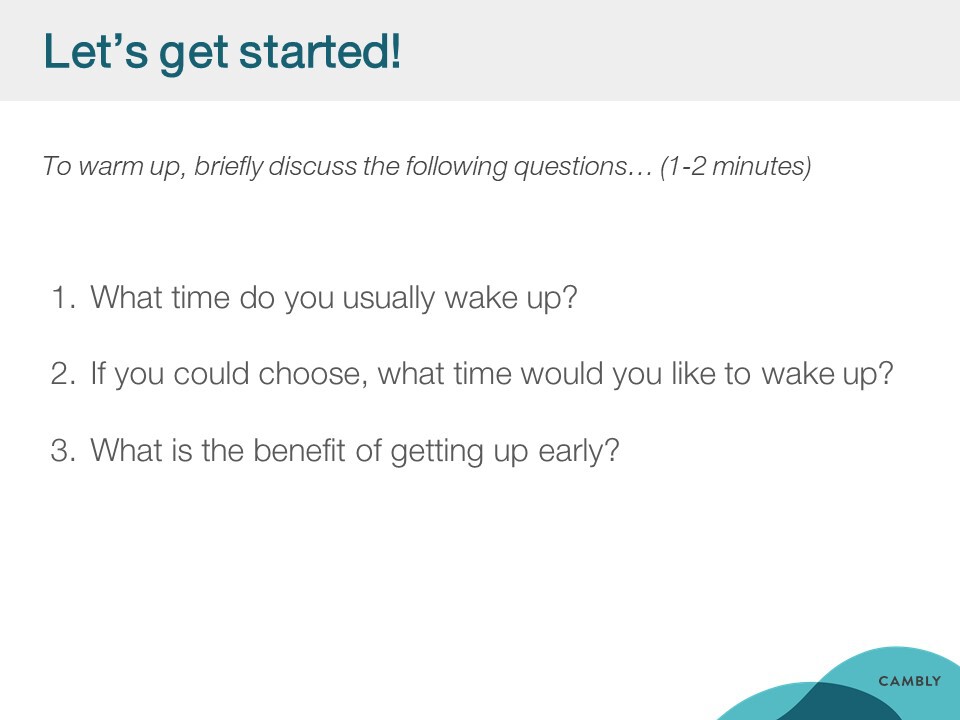 Let’s get started!
To warm up, briefly discuss the following questions… (1-2 minutes)
1. What time do you usually wake up?
2. If you could choose, what time would you like to wake up?
3. What is the benefit of getting up early?
CAMBLY